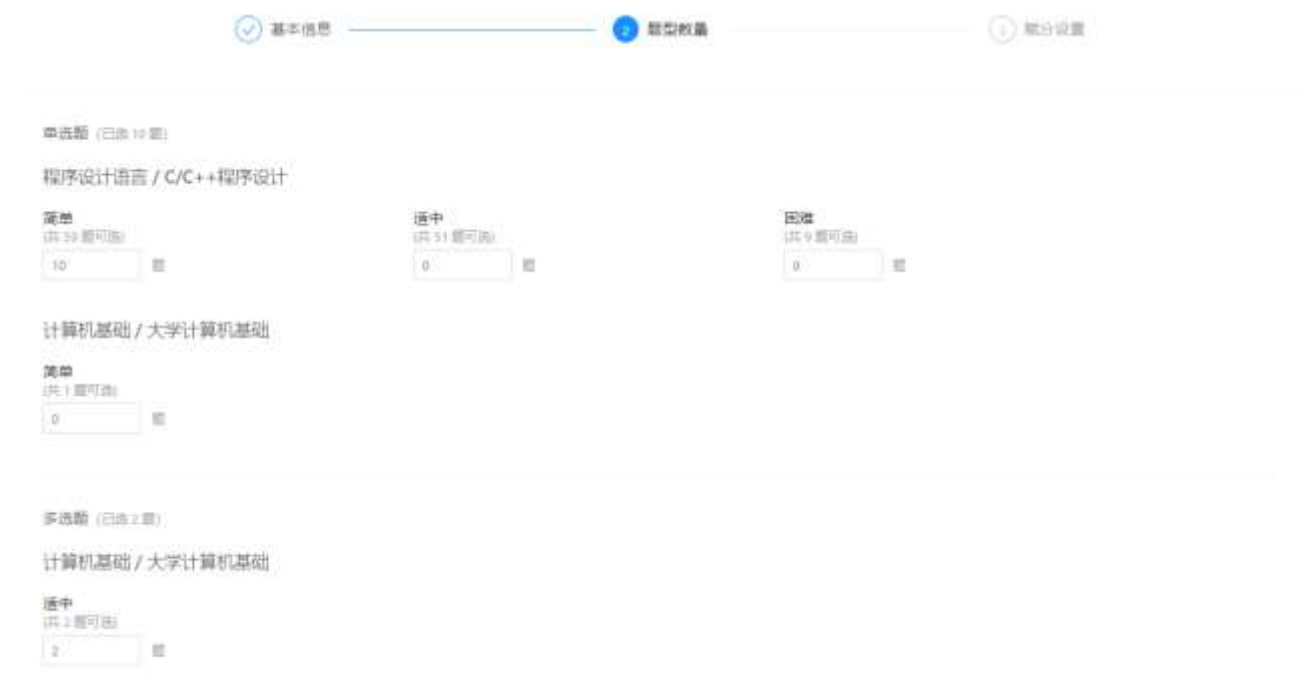 基本信息 2 题型数量 3 赋分设置
单选题 (已选 10 题)
程序设计语言 / C/C++程序设计
简单 适中 困难
(共 59 题可选) (共 51 题可选) (共 9 题可选)
10 题 0 题 0 题
计算机基础 / 大学计算机基础
简单
(共 1 题可选)
0 题
多选题 (已选 2 题)
计算机基础 / 大学计算机基础
适中
(共 2 题可选)
2 题